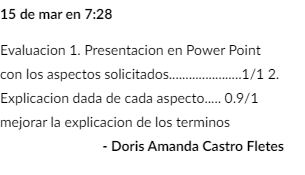 15 de mar en 7:28
Evaluacion 1. Presentacion en Power Point
con los aspectos solicitados......................1/1 2.
Explicacion dada de cada aspecto..... 0.9/1
mejorar la explicacion de los terminos
- Doris Amanda Castro Fletes